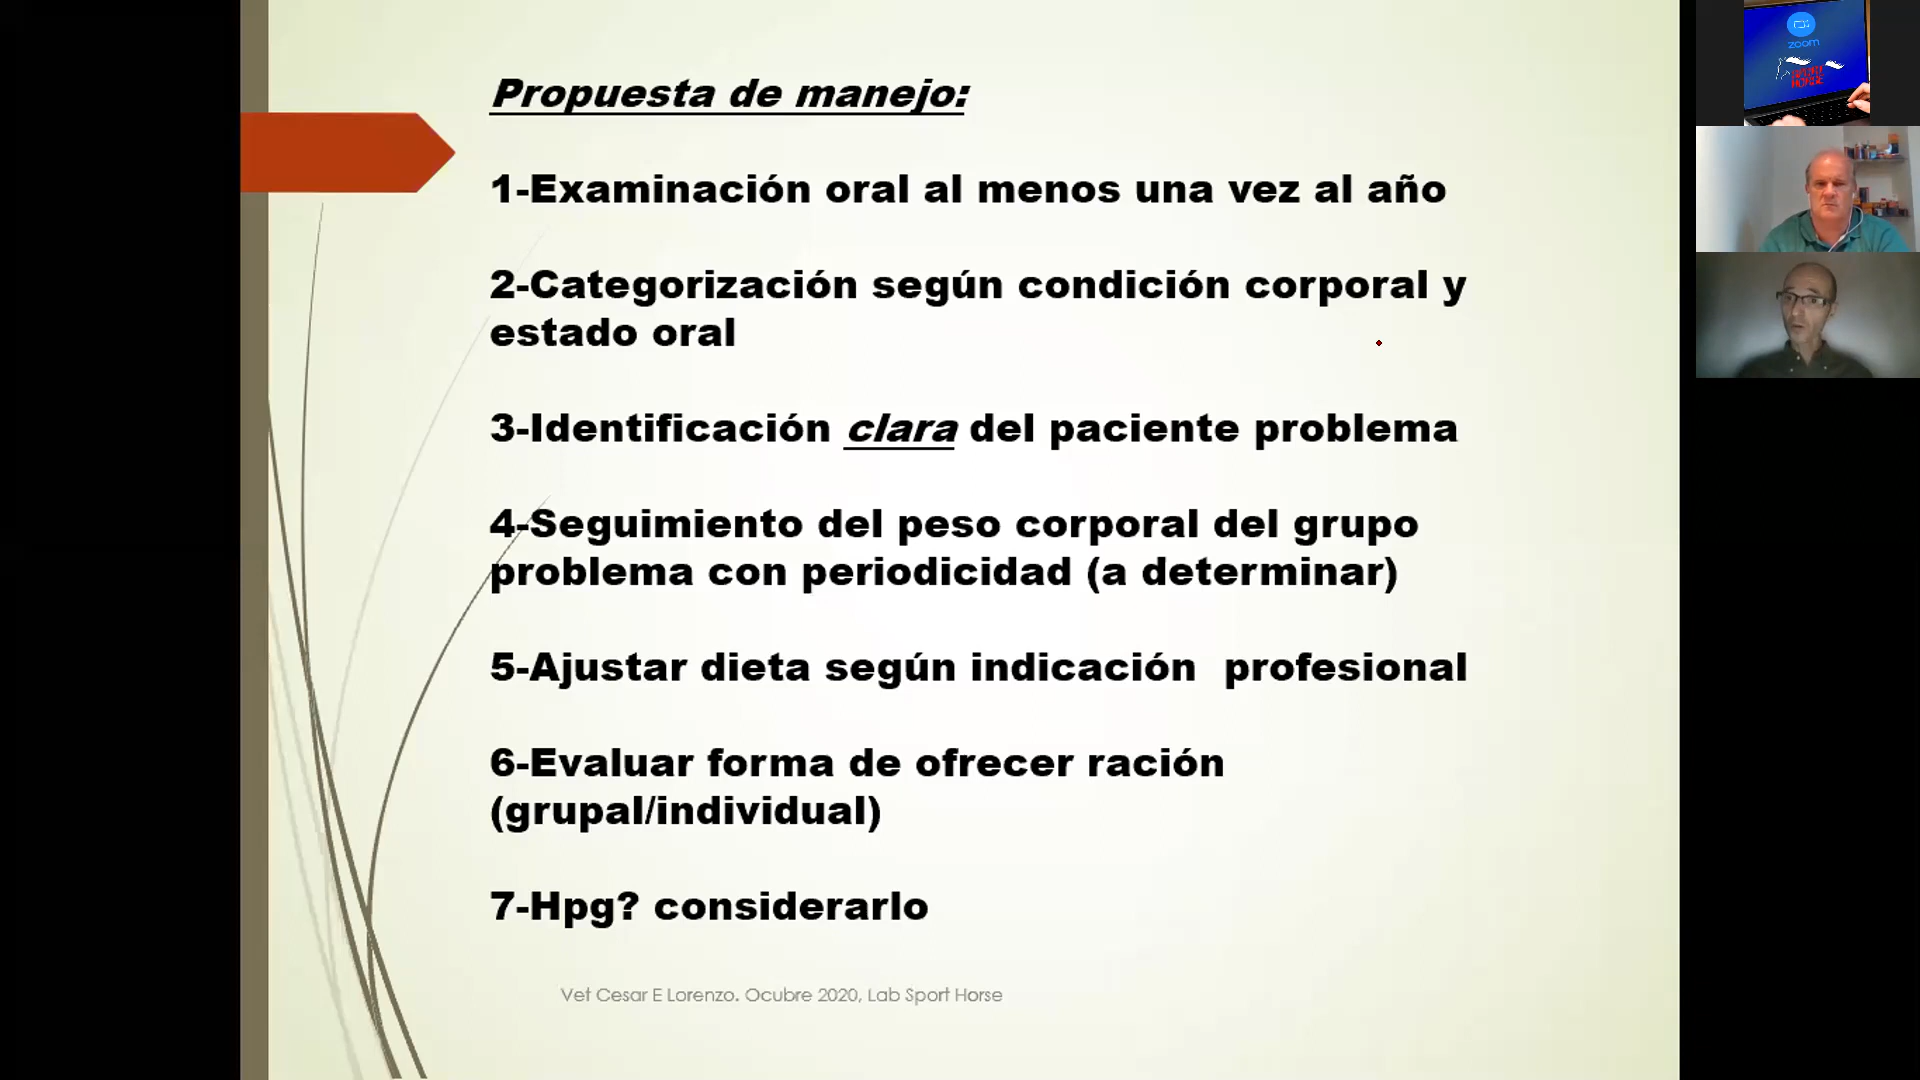 Propuesta de manejo:
1-Examinación oral al menos una vez al año
2-Categorización según condición corporal y
estado oral
3-Identificación clara del paciente problema
4-Seguimiento del peso corporal del grupo
problema con periodicidad (a determinar)
5-Ajustar dieta según indicación  profesional
6-Evaluar forma de ofrecer ración
(grupal/individual)
7-Hpg? considerarlo
Vet Cesar E Lorenzo. Ocubre 2020, Lab Sport Horse
zoom